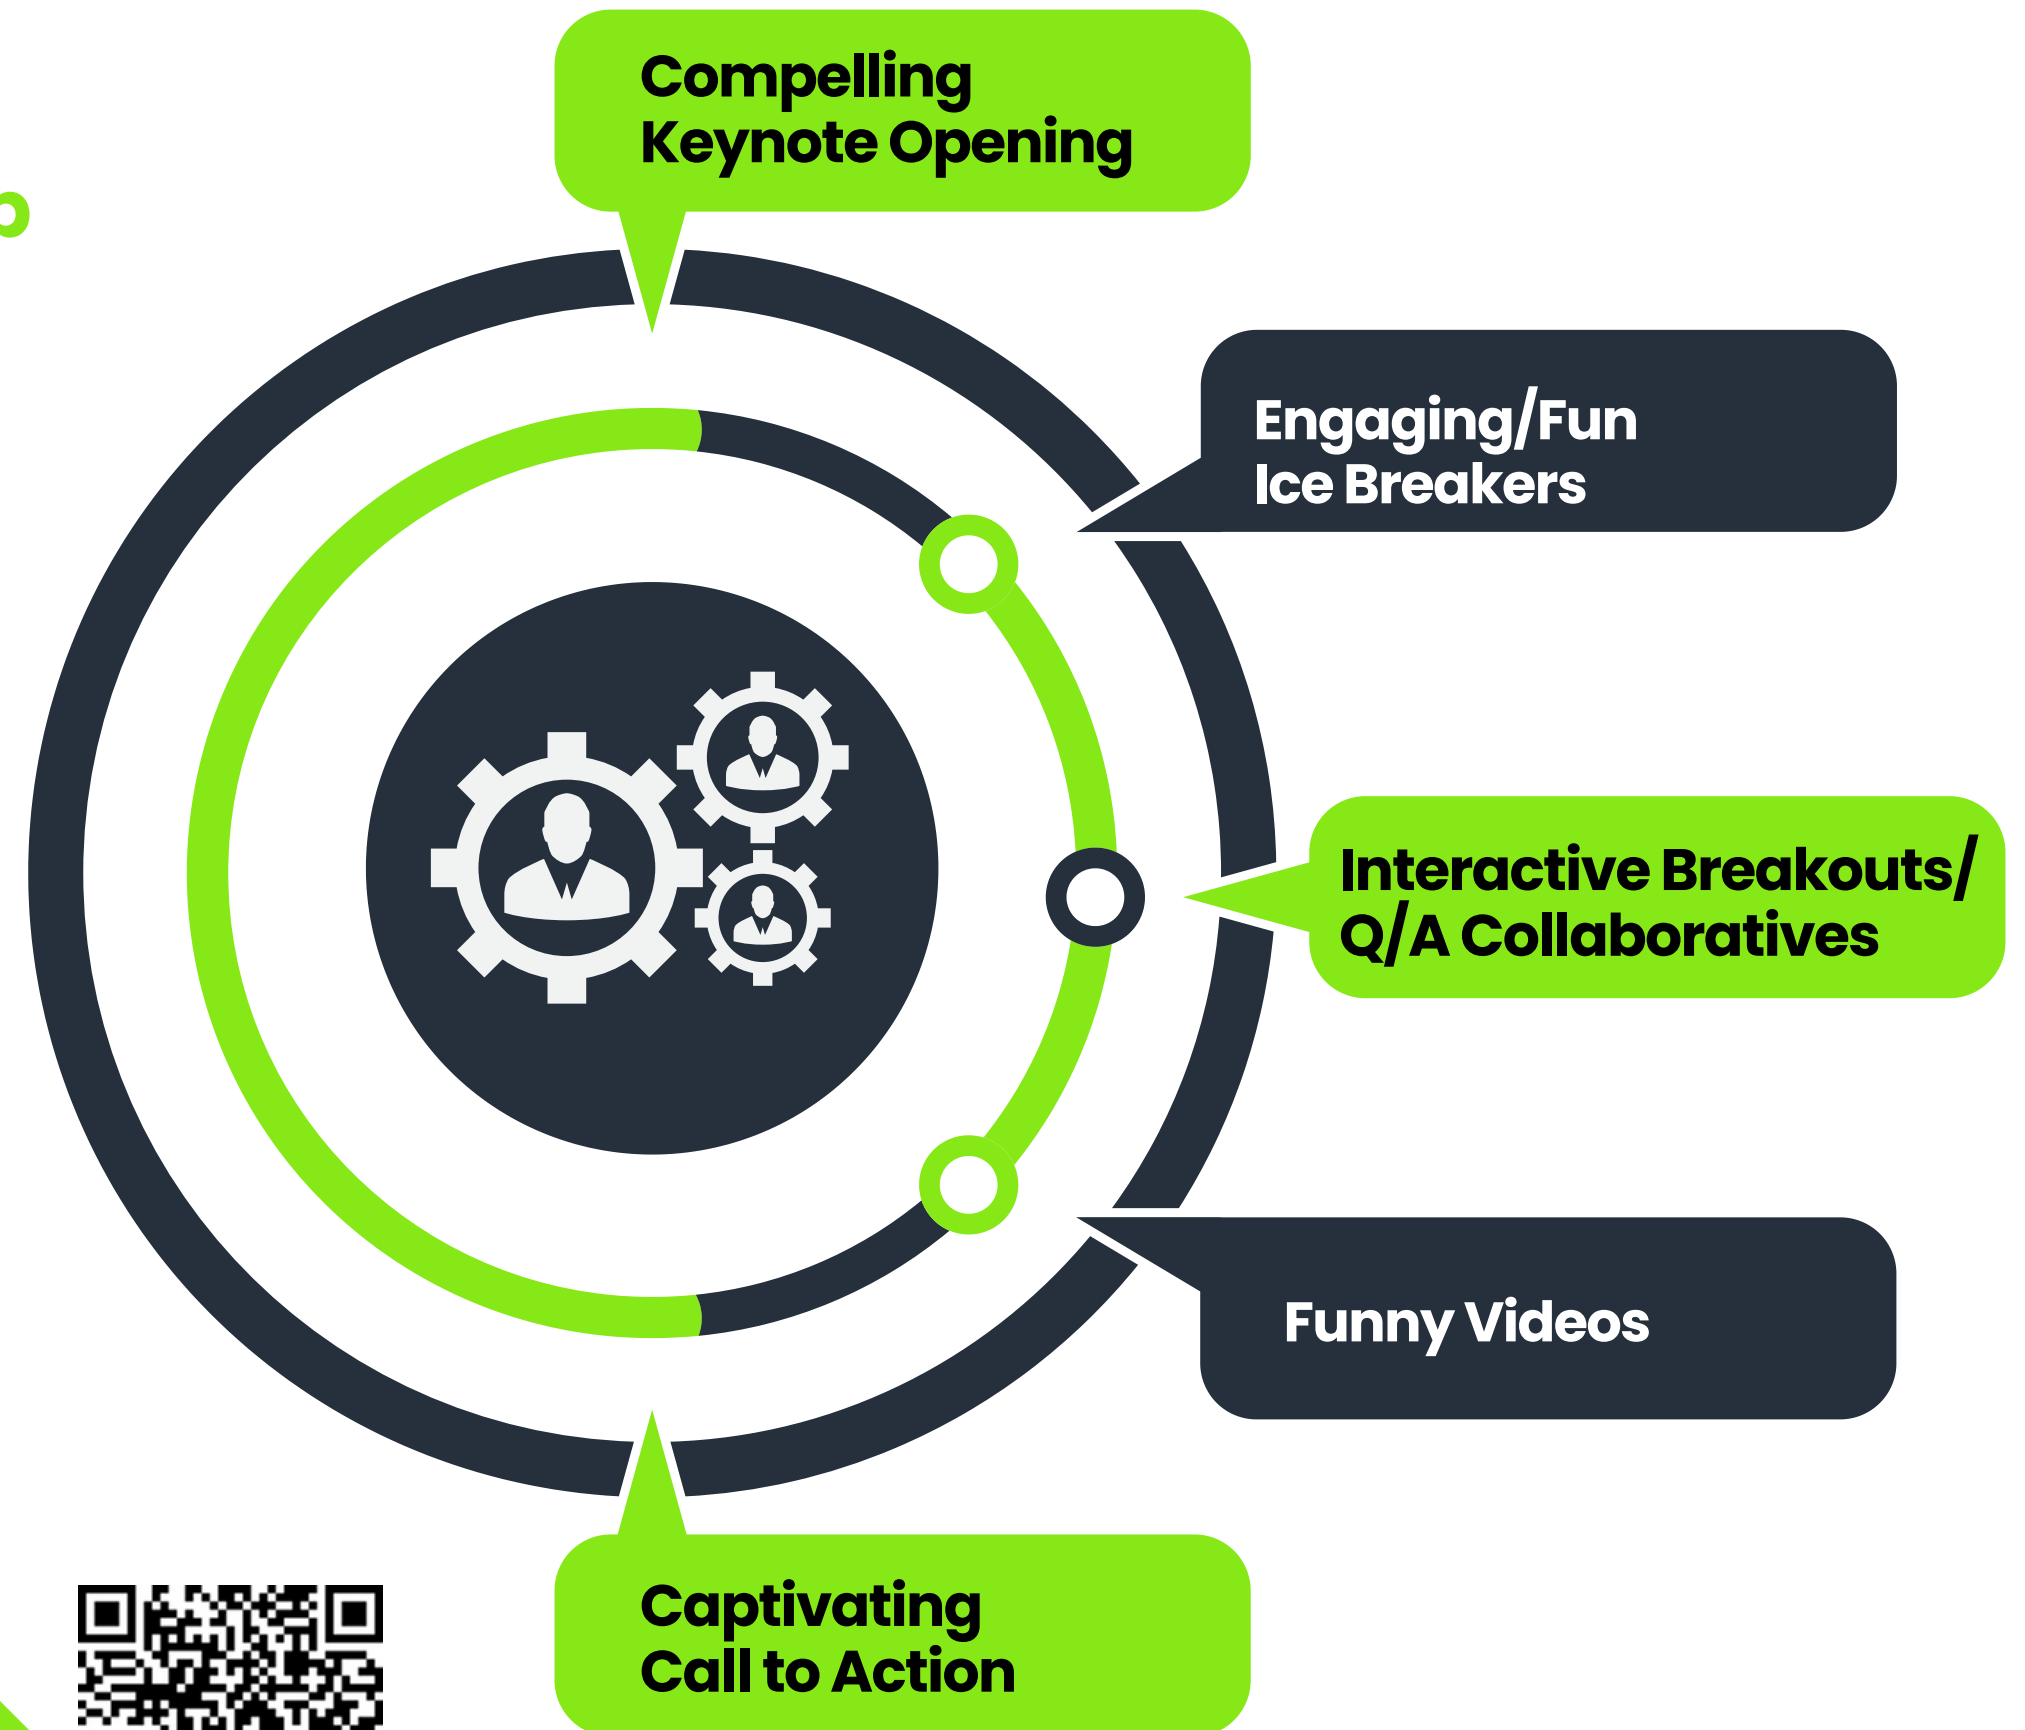 Compelling
Keynote Opening
Engaging/Fun
Ice Breakers
Interactive Breakouts/
Q/A Collaboratives
Funny Videos
Captivating
Call to Action